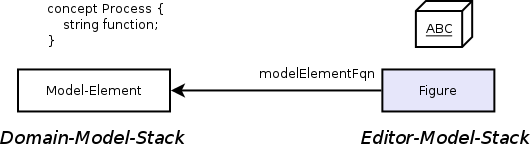 concept Process {
string function;
}
ABC
modelElementFqn
Model-Element
Figure
Domain-Model-Stack
Editor-Model-Stack